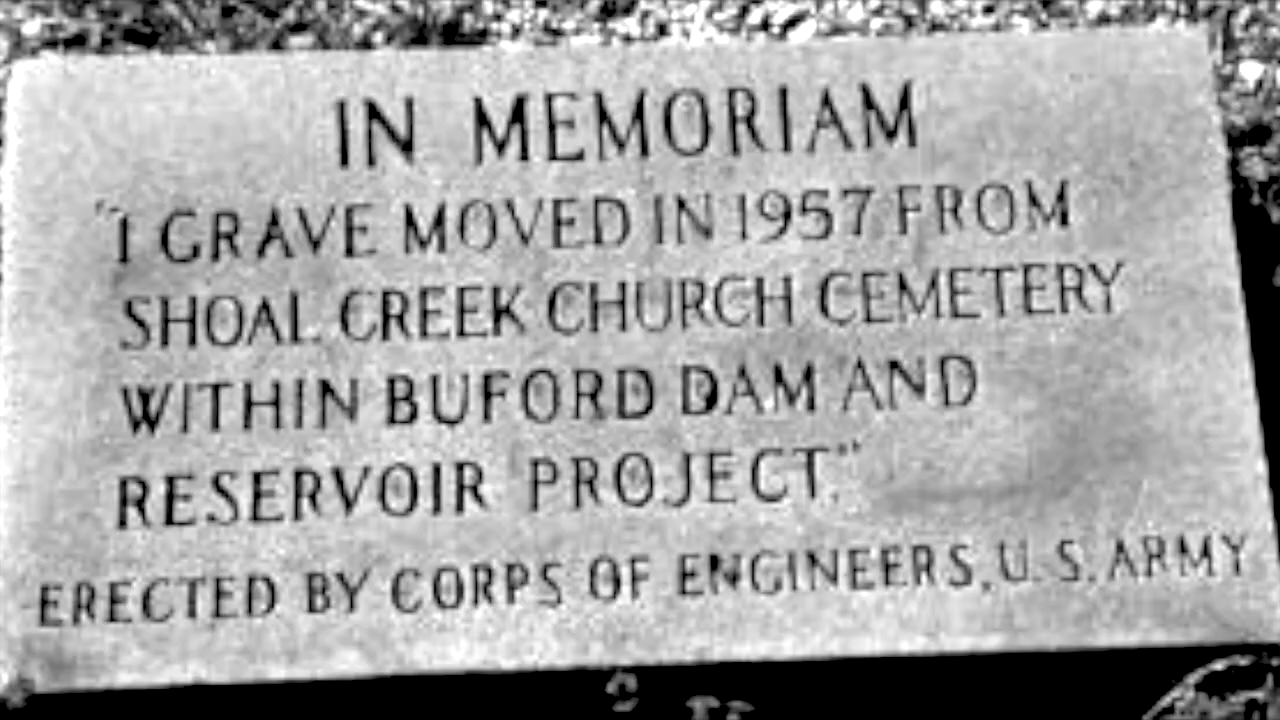 IN MEMORIAM
"1 GRAVE MOVED IN 1957 FROM
SHOAL CREEK CHURCH CEMETERY
WITHIN BUFORD DAM AND
RESERVOIR PROJECT."
ERECTED BY CORPS OF ENGINEERS, U.S. ARMY